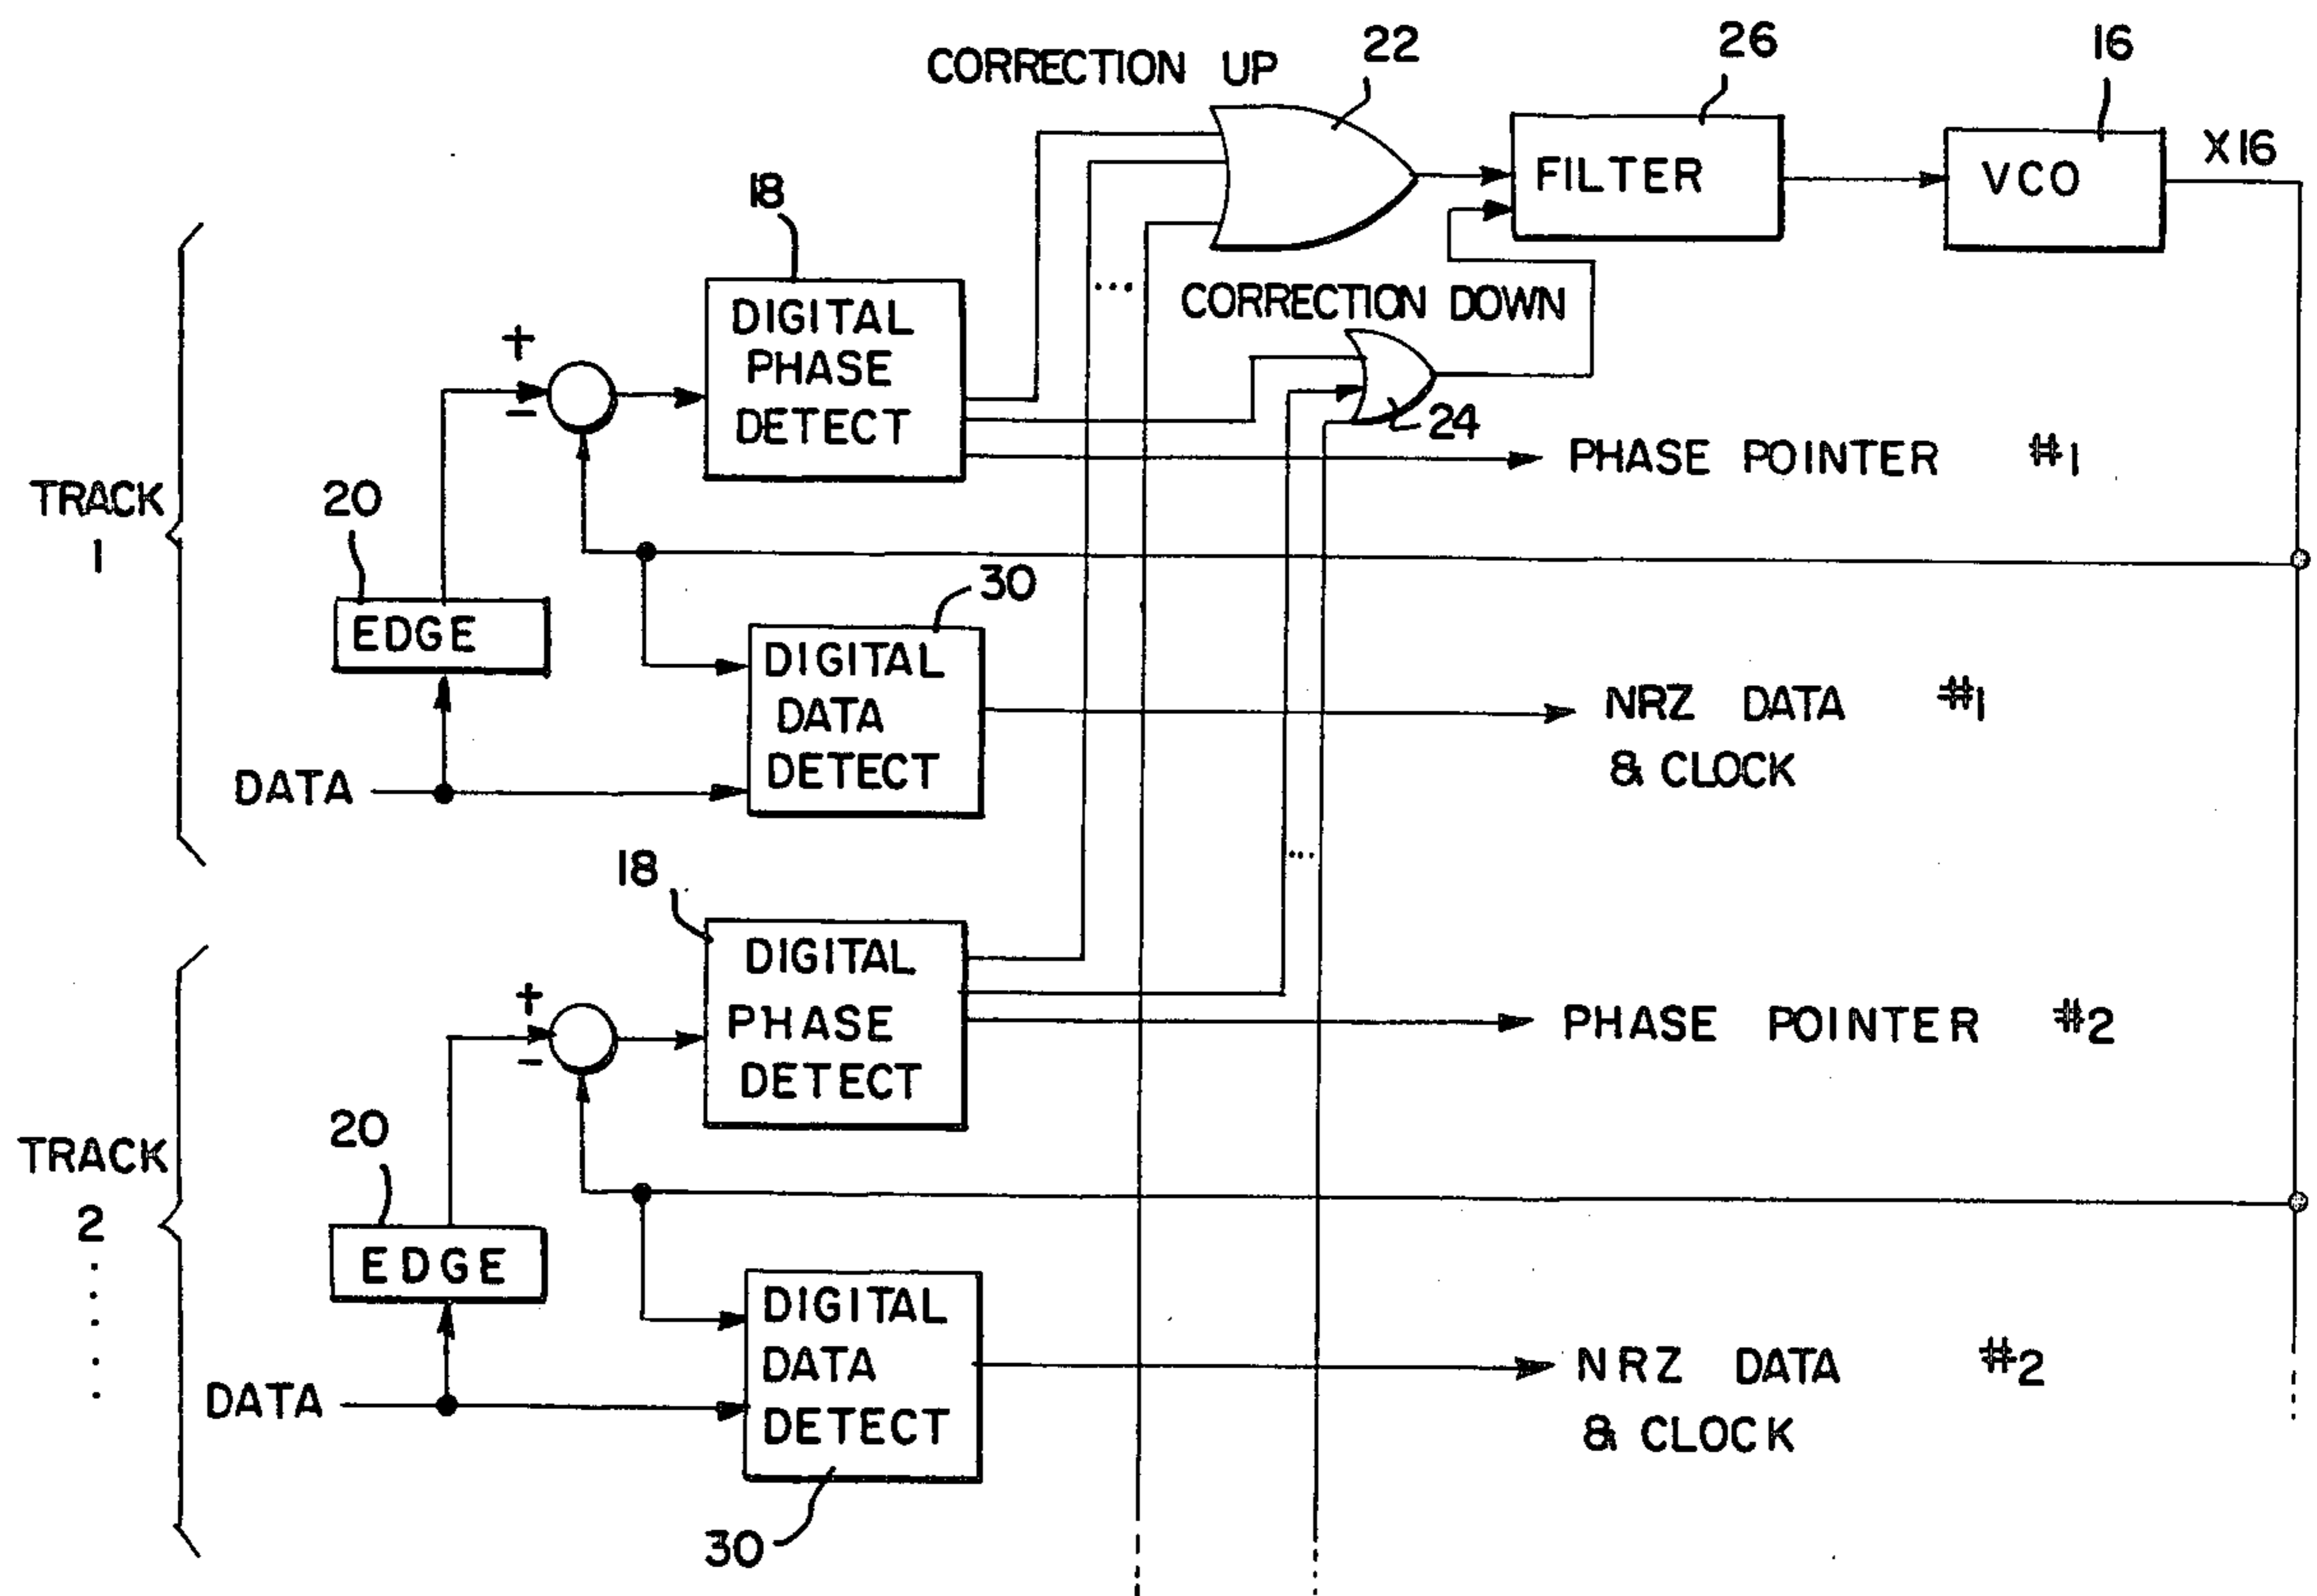 CORRECTION UP
22
26
16
X16
FILTER
VCO
18
DIGITAL
PHASE
DETECT
+
−
...
CORRECTION DOWN
24
PHASE POINTER #1
TRACK
1
20
EDGE
30
DIGITAL
DATA
DETECT
NRZ DATA #1
& CLOCK
DATA
...
18
DIGITAL
PHASE
DETECT
+
−
PHASE POINTER #2
TRACK
2
.....
20
EDGE
DIGITAL
DATA
DETECT
NRZ DATA #2
& CLOCK
DATA
30